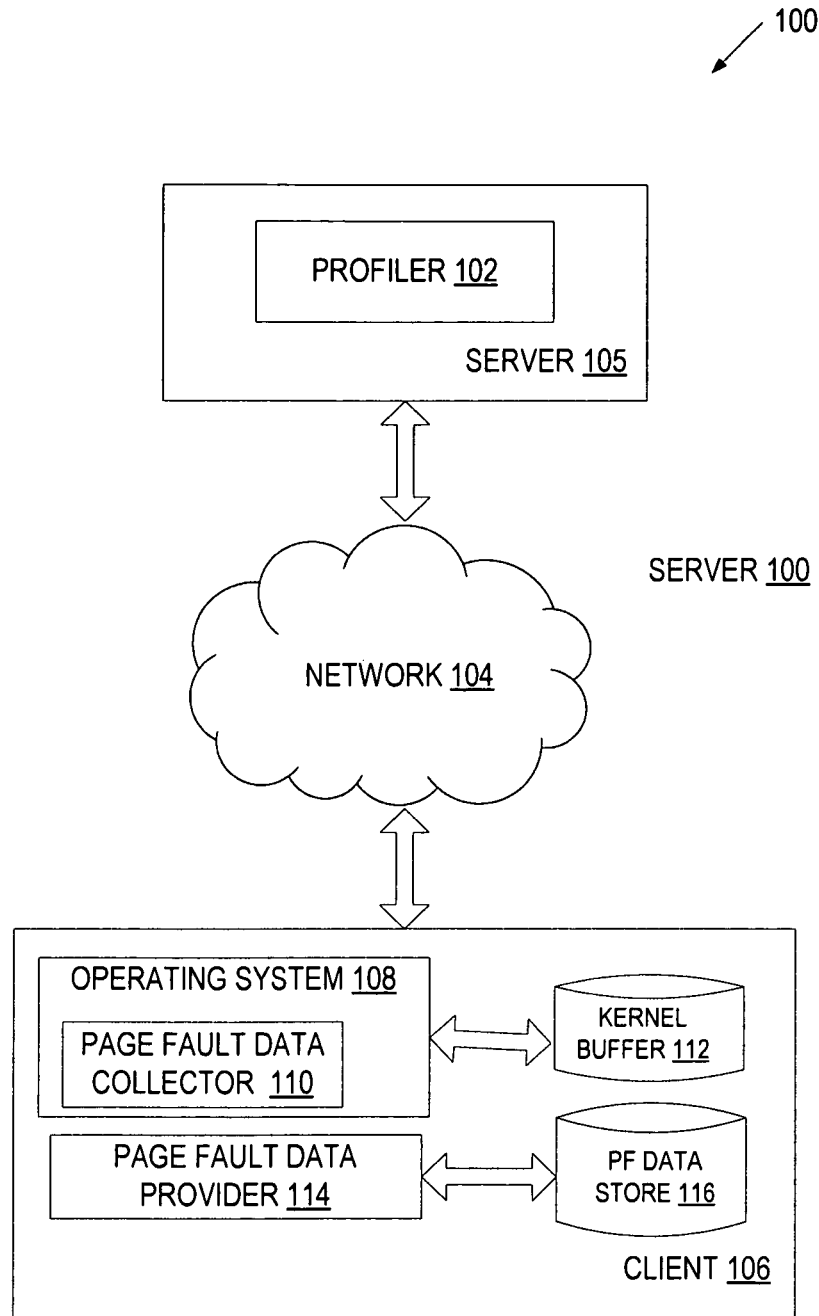 100
PROFILER 102
SERVER 105
SERVER 100
NETWORK 104
OPERATING SYSTEM 108
PAGE FAULT DATA
COLLECTOR 110
KERNEL
BUFFER 112
PAGE FAULT DATA
PROVIDER 114
PF DATA
STORE 116
CLIENT 106